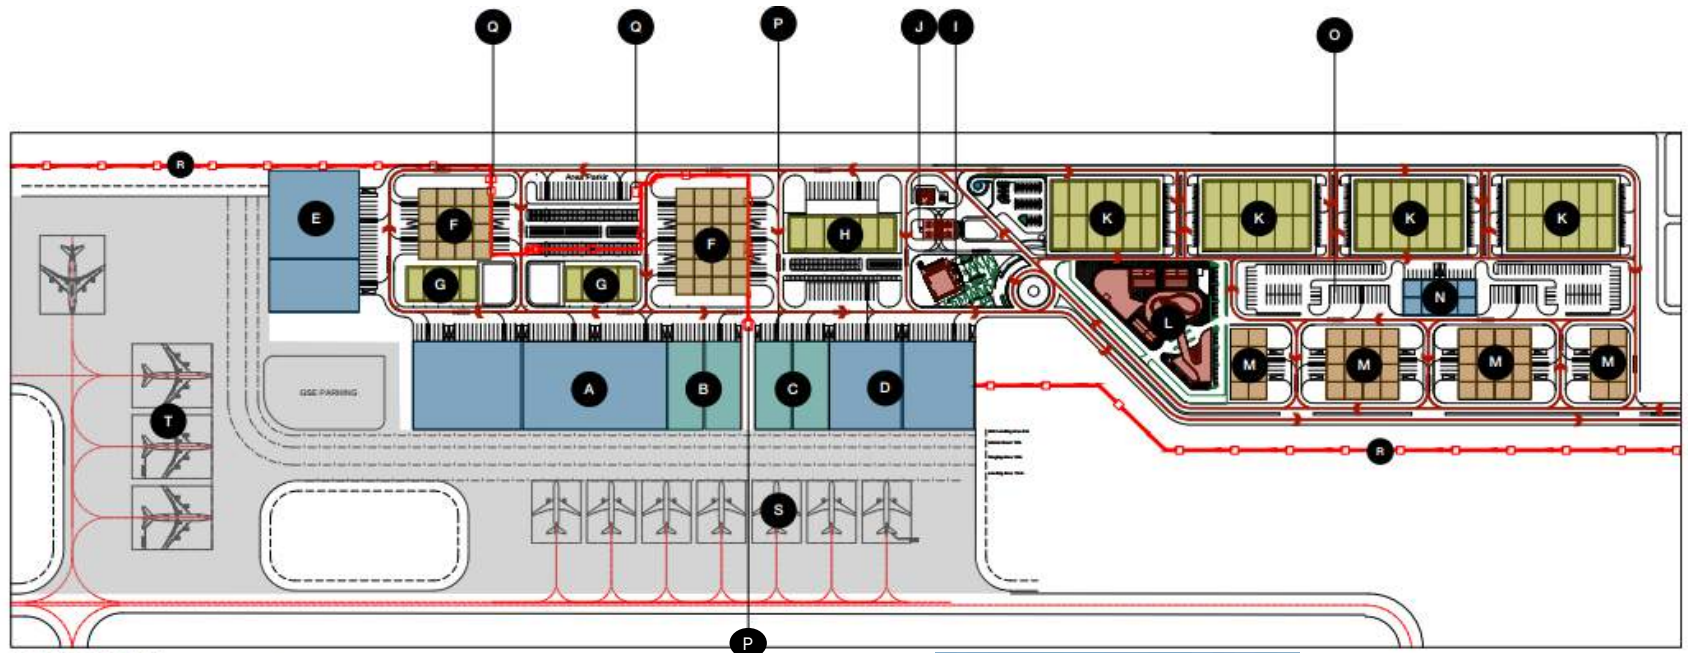 Q Q P J I O
R
Area Parkir
E F F H K K K K
G G
N
L
A B C D M M M M
GSE PARKING
T
R
S
P